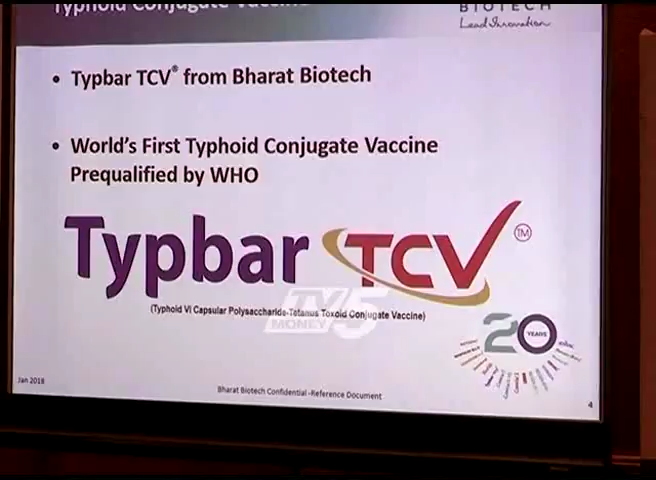 Typhoid Conjugate Vaccine
BIOTECH
Lead Innovation
• Typbar TCV® from Bharat Biotech
• World's First Typhoid Conjugate Vaccine
Prequalified by WHO
Typbar TCV TM
(Typhoid Vi Capsular Polysaccharide-Tetanus Toxoid Conjugate Vaccine)
TV5
MONEY
20 YEARS
Jan 2018
Bharat Biotech Confidential -Reference Document
4